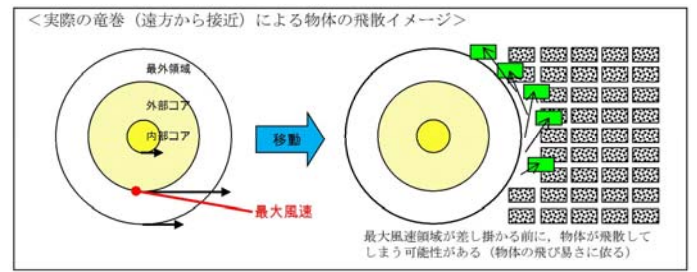 ＜実際の竜巻（遠方から接近）による物体の飛散イメージ＞
最外領域
外部コア
内部コア
移動
最大風速
最大風速領域が差し掛かる前に，物体が飛散して
しまう可能性がある（物体の飛び易さに依る）